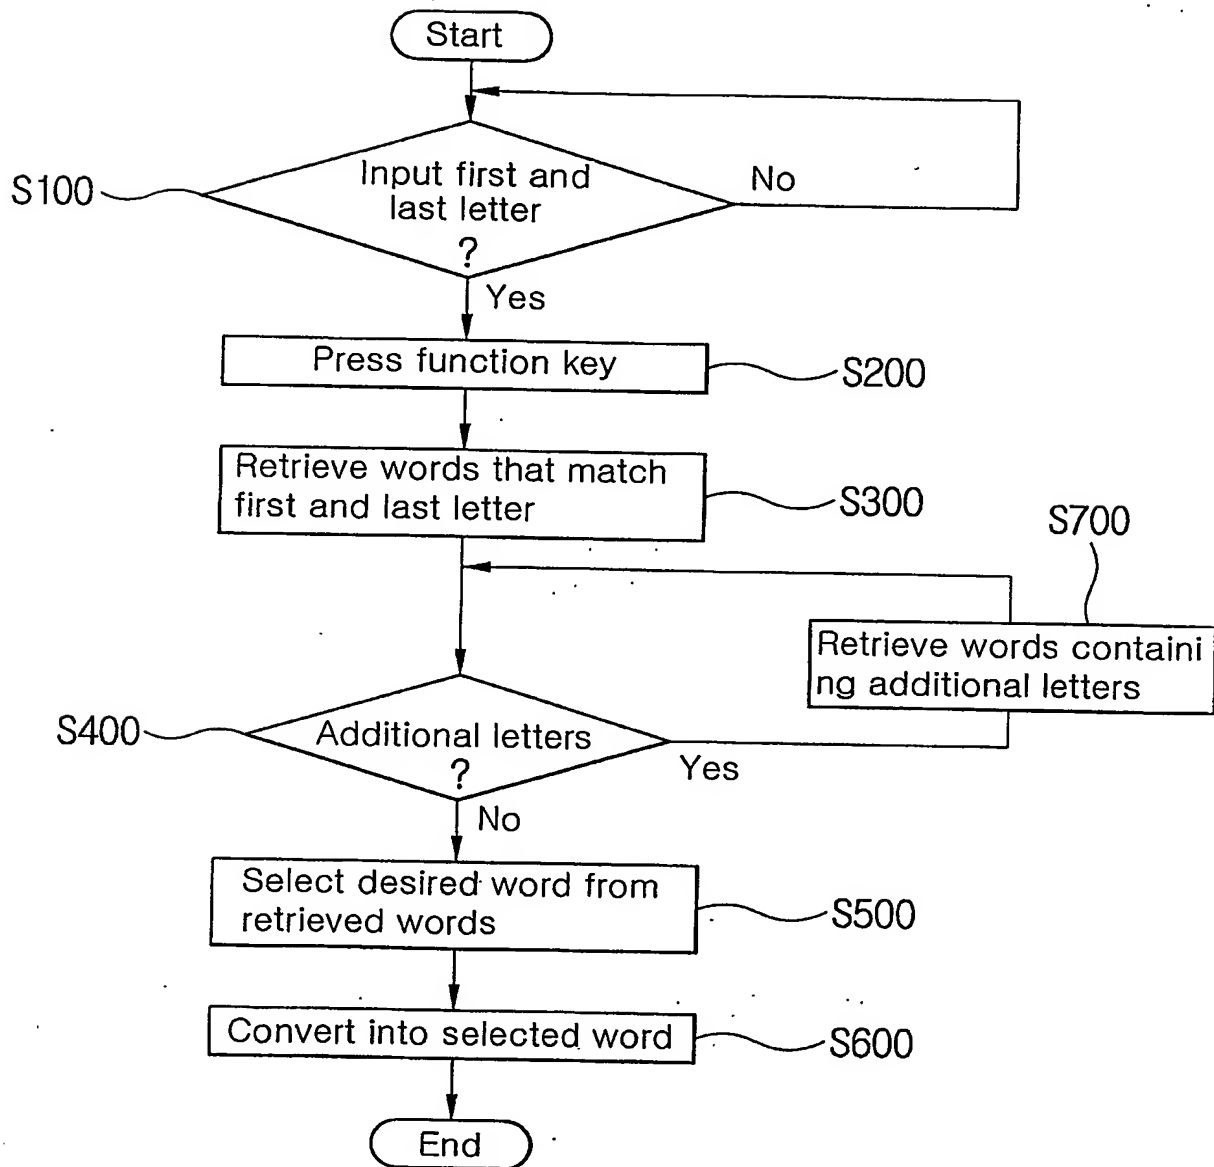 Start
Input first and
last letter
?
No
S100
Yes
Press function key
S200
Retrieve words that match
first and last letter
S300
S700
Retrieve words containi
ng additional letters
S400
Additional letters
?
Yes
No
Select desired word from
retrieved words
S500
Convert into selected word
S600
End